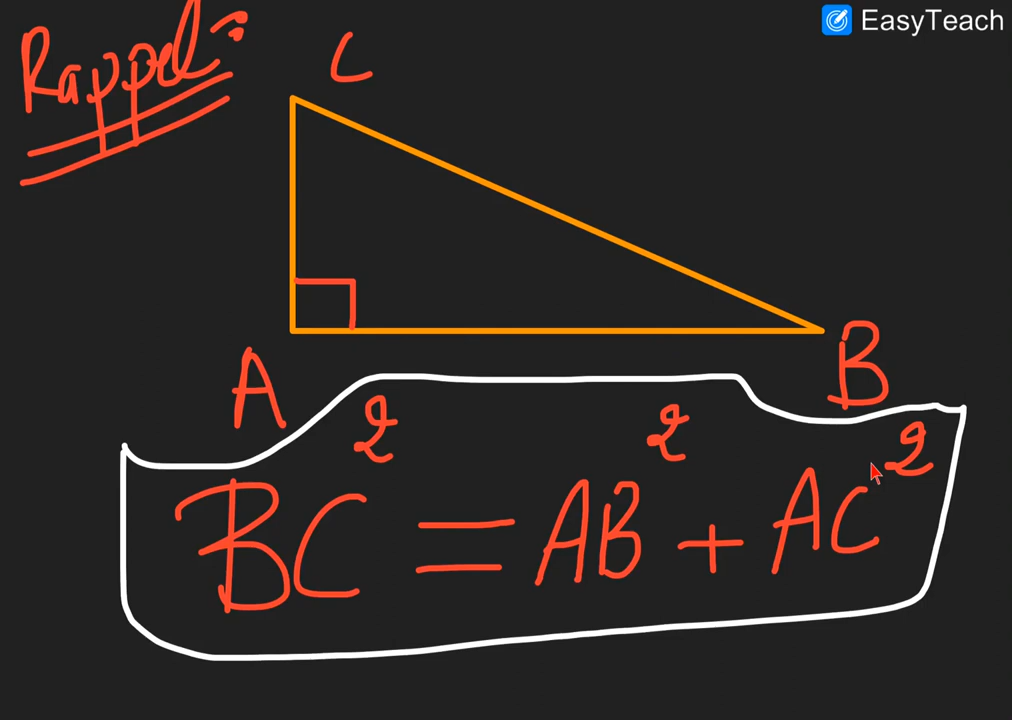 Rappel:
EasyTeach
C
A
B
BC² = AB² + AC²